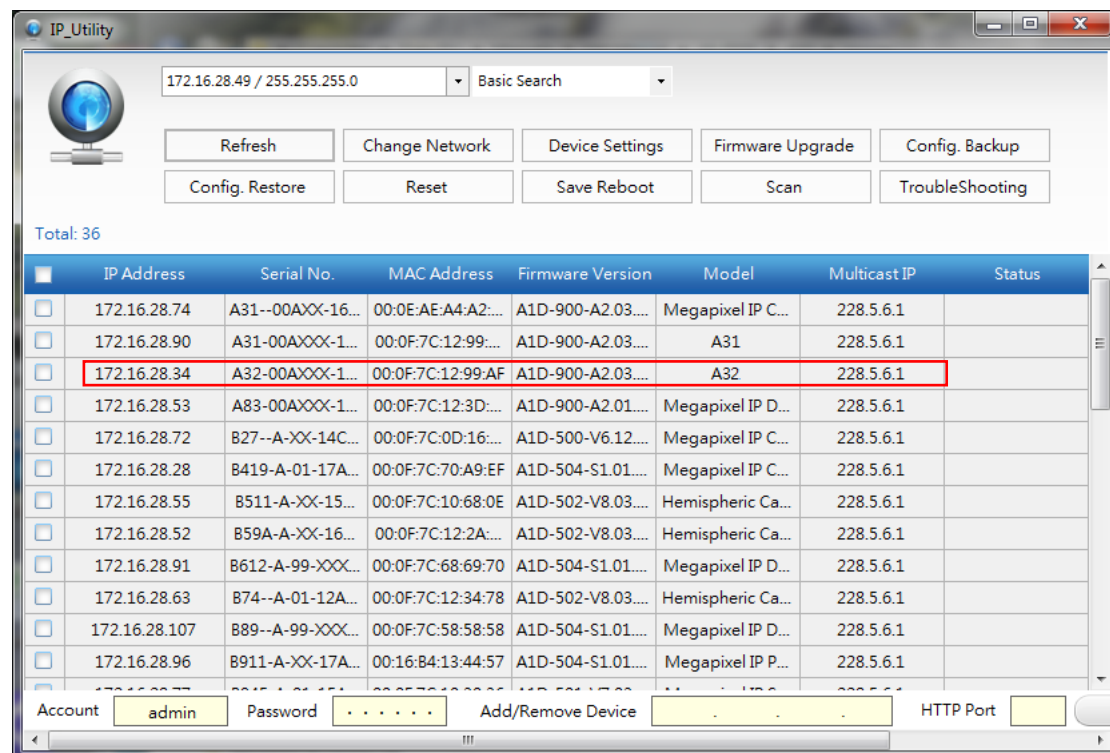 IP_Utility
172.16.28.49 / 255.255.255.0 Basic Search
Refresh Change Network Device Settings Firmware Upgrade Config. Backup
Config. Restore Reset Save Reboot Scan TroubleShooting
Total: 36
IP Address Serial No. MAC Address Firmware Version Model Multicast IP Status
172.16.28.74 A31--00AXX-16... 00:0E:AE:A4:A2:... A1D-900-A2.03.... Megapixel IP C... 228.5.6.1
172.16.28.90 A31-00AXXX-1... 00:0F:7C:12:99:... A1D-900-A2.03.... A31 228.5.6.1
172.16.28.34 A32-00AXXX-1... 00:0F:7C:12:99:AF A1D-900-A2.03.... A32 228.5.6.1
172.16.28.53 A83-00AXXX-1... 00:0F:7C:12:3D:... A1D-900-A2.01.... Megapixel IP D... 228.5.6.1
172.16.28.72 B27--A-XX-14C... 00:0F:7C:0D:16:... A1D-500-V6.12.... Megapixel IP C... 228.5.6.1
172.16.28.28 B419-A-01-17A... 00:0F:7C:70:A9:EF A1D-504-S1.01.... Megapixel IP C... 228.5.6.1
172.16.28.55 B511-A-XX-15... 00:0F:7C:10:68:0E A1D-502-V8.03.... Hemispheric Ca... 228.5.6.1
172.16.28.52 B59A-A-XX-16... 00:0F:7C:12:2A:... A1D-502-V8.03.... Hemispheric Ca... 228.5.6.1
172.16.28.91 B612-A-99-XXX... 00:0F:7C:68:69:70 A1D-504-S1.01.... Megapixel IP D... 228.5.6.1
172.16.28.63 B74--A-01-12A... 00:0F:7C:12:34:78 A1D-502-V8.03.... Hemispheric Ca... 228.5.6.1
172.16.28.107 B89--A-99-XXX... 00:0F:7C:58:58:58 A1D-504-S1.01.... Megapixel IP D... 228.5.6.1
172.16.28.96 B911-A-XX-17A... 00:16:B4:13:44:57 A1D-504-S1.01.... Megapixel IP P... 228.5.6.1
Account admin Password Add/Remove Device . . . HTTP Port